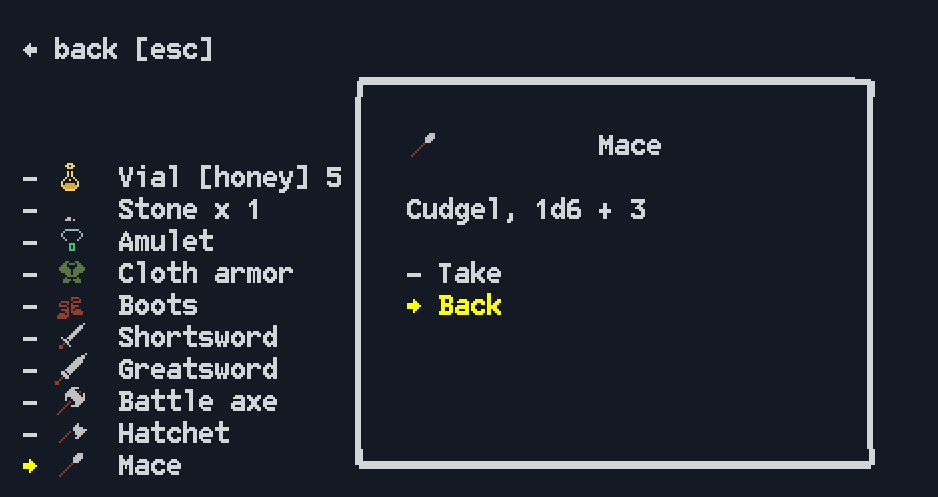 ← back [esc]
– Vial [honey] 5
– Stone x 1
– Amulet
– Cloth armor
– Boots
– Shortsword
– Greatsword
– Battle axe
– Hatchet
→ Mace
Mace
Cudgel, 1d6 + 3
– Take
→ Back